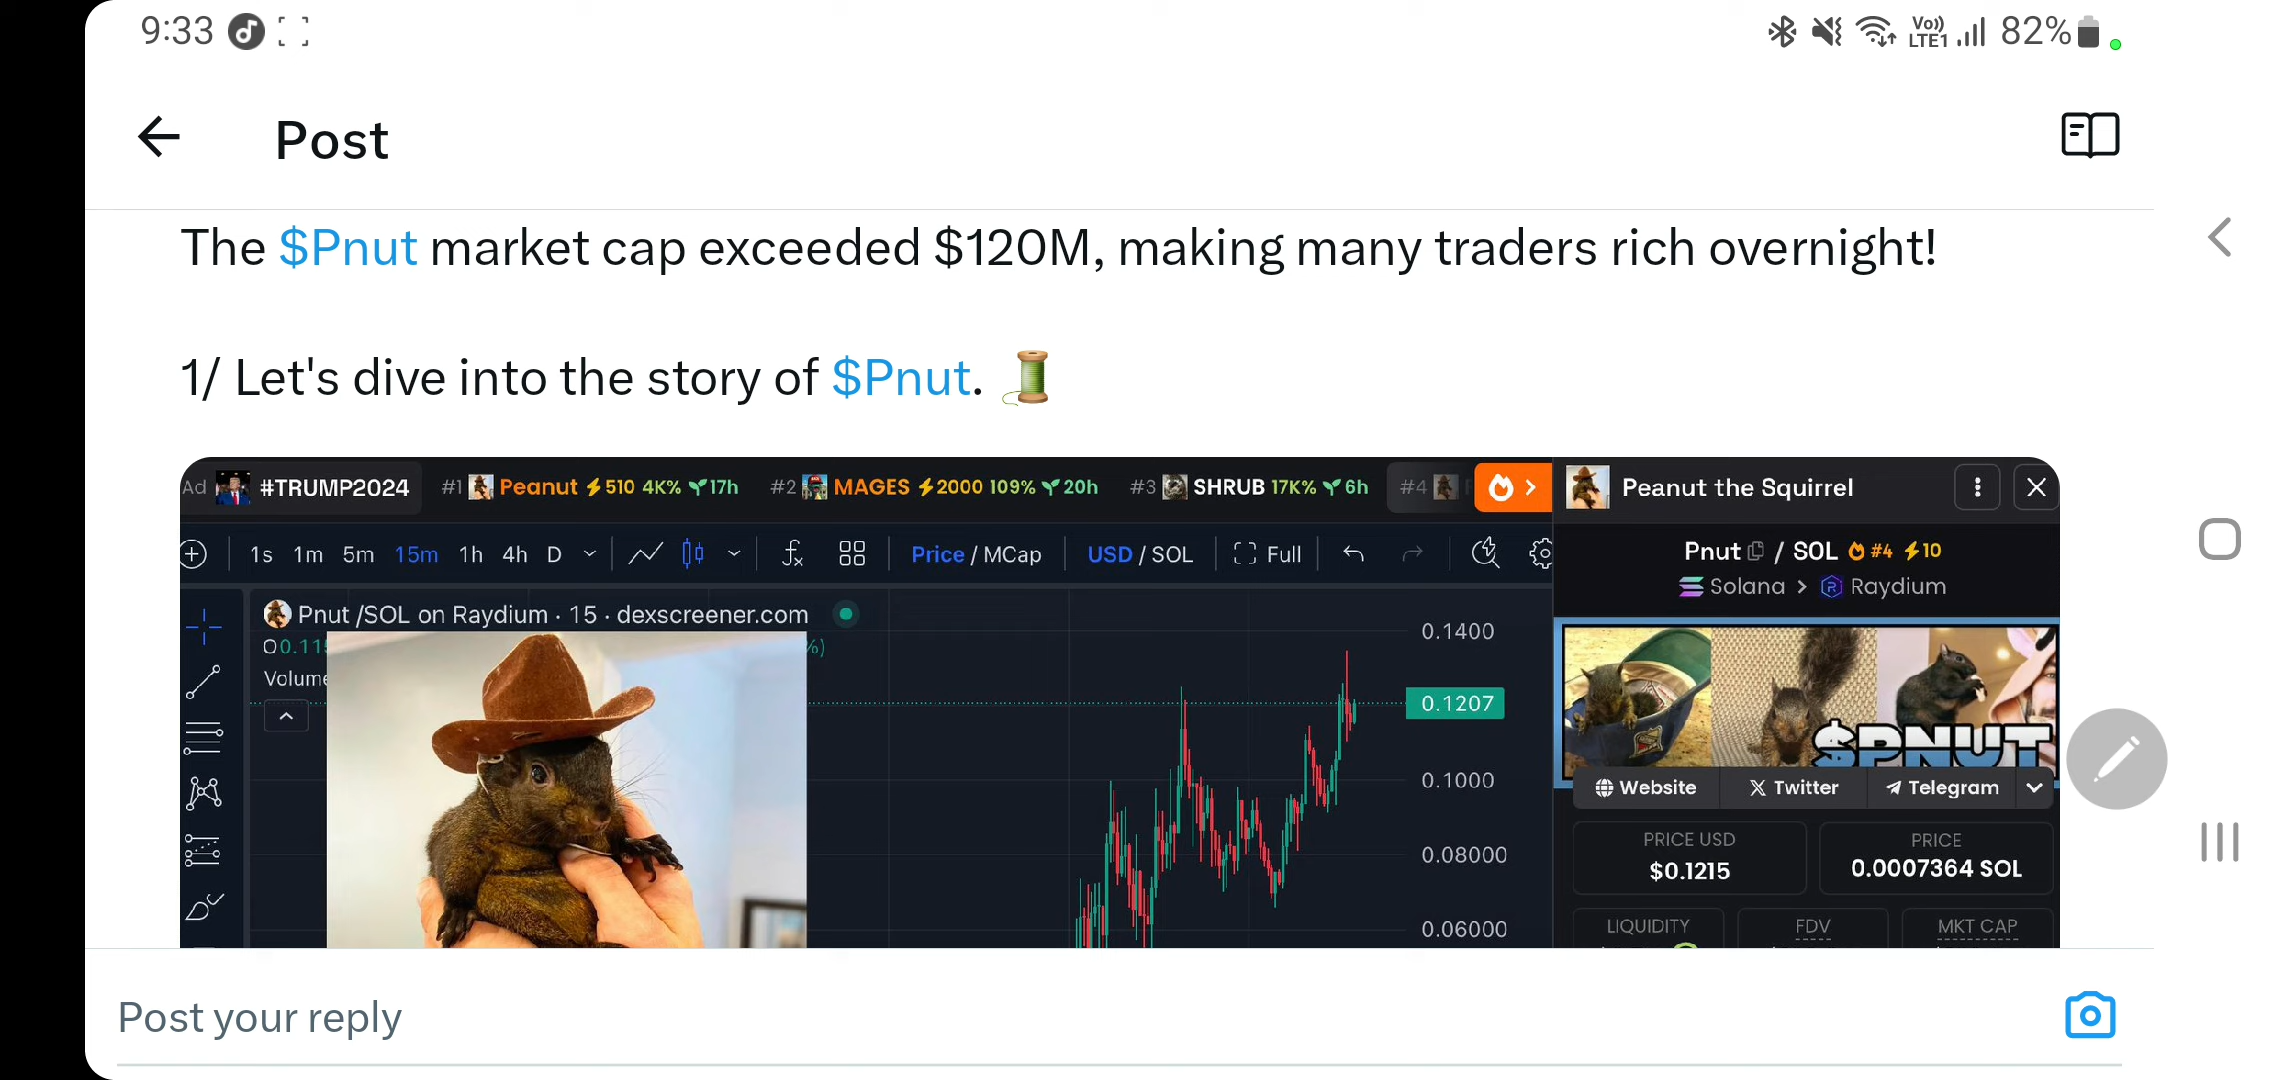 9:33
Vo)) LTE1 82%
Post
The $Pnut market cap exceeded $120M, making many traders rich overnight!
1/ Let's dive into the story of $Pnut.
Ad #TRUMP2024 #1 Peanut 510 4K% 17h #2 MAGES 2000 109% 20h #3 SHRUB 17K% 6h #4
Peanut the Squirrel
1s 1m 5m 15m 1h 4h D Price / MCap USD / SOL Full
Pnut / SOL #4 10
Solana > Raydium
Pnut /SOL on Raydium · 15 · dexscreener.com
O0.11
%)
Volume
0.1400
0.1207
0.1000
0.08000
0.06000
$PNUT
Website Twitter Telegram
PRICE USD
$0.1215
PRICE
0.0007364 SOL
LIQUIDITY FDV MKT CAP
Post your reply